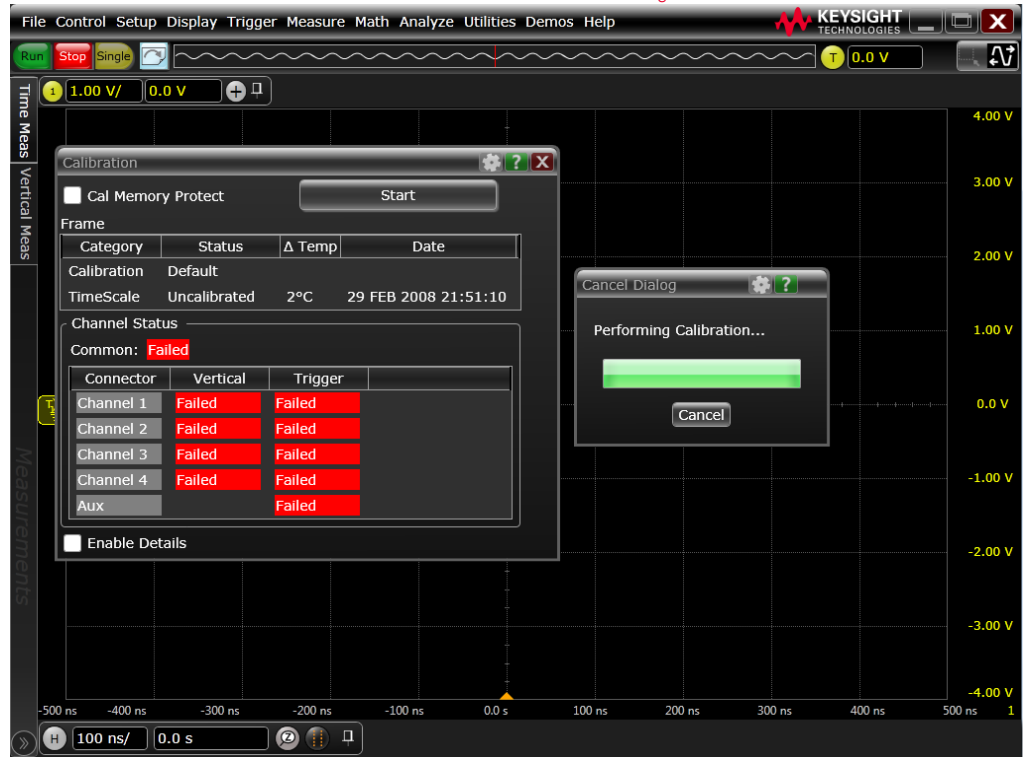 File Control Setup Display Trigger Measure Math Analyze Utilities Demos Help
KEYSIGHT
TECHNOLOGIES
Run Stop Single
T 0.0 V
1 1.00 V/ 0.0 V
Time Meas
Vertical Meas
Measurements
4.00 V
3.00 V
2.00 V
1.00 V
0.0 V
-1.00 V
-2.00 V
-3.00 V
-4.00 V
Calibration ?
Cal Memory Protect Start
Frame
Category Status Δ Temp Date
Calibration Default
TimeScale Uncalibrated 2°C 29 FEB 2008 21:51:10
Channel Status
Common: Failed
Connector Vertical Trigger
Channel 1 Failed Failed
Channel 2 Failed Failed
Channel 3 Failed Failed
Channel 4 Failed Failed
Aux Failed
Enable Details
Cancel Dialog ?
Performing Calibration...
Cancel
-500 ns -400 ns -300 ns -200 ns -100 ns 0.0 s 100 ns 200 ns 300 ns 400 ns 500 ns 1
H 100 ns/ 0.0 s Z